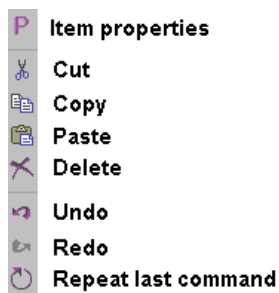 P Item properties
Cut
Copy
Paste
Delete
Undo
Redo
Repeat last command